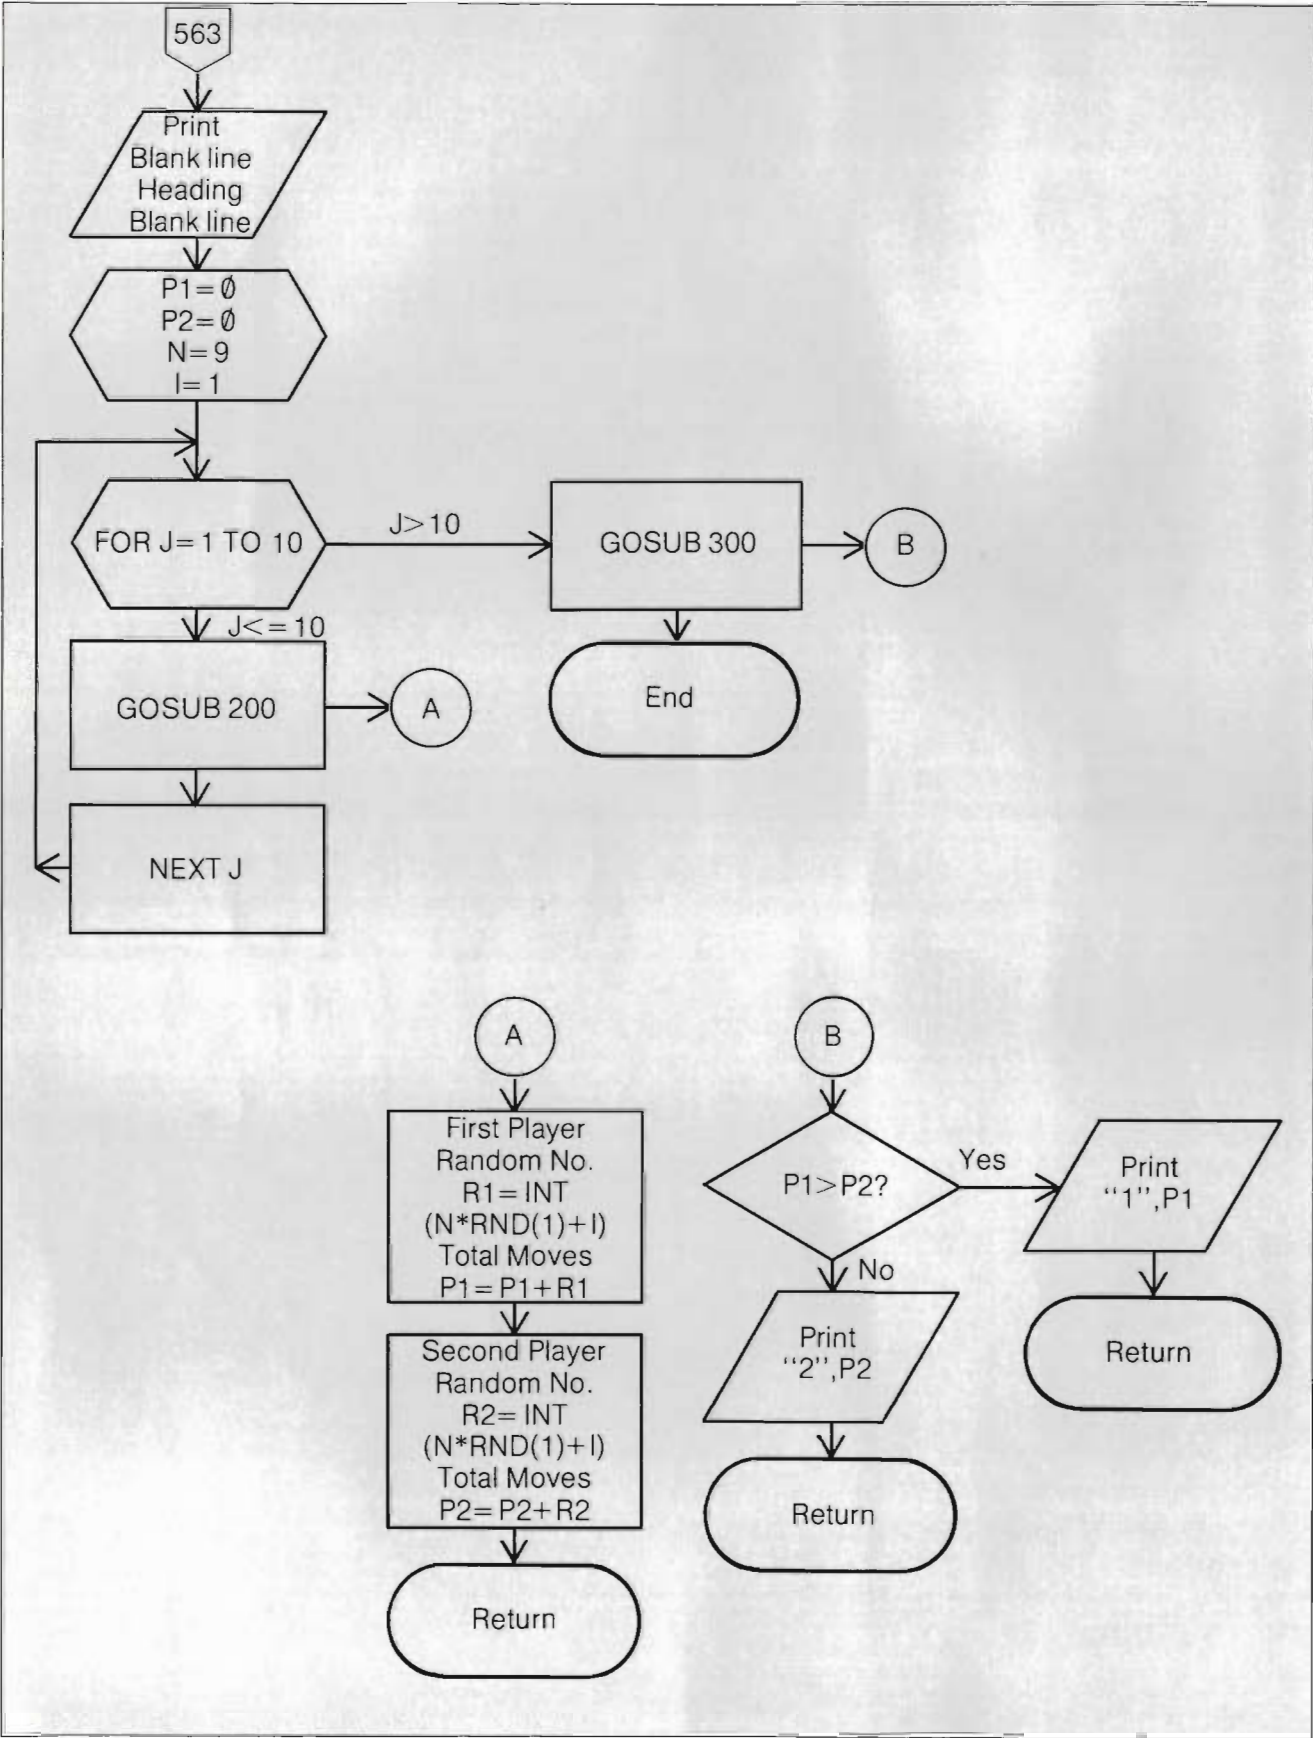 563
Print
Blank line
Heading
Blank line
P1=Ø
P2=Ø
N=9
I=1
FOR J=1 TO 10
J>10
GOSUB 300
B
J<=10
GOSUB 200
A
End
NEXT J
A
First Player
Random No.
R1=INT
(N*RND(1)+I)
Total Moves
P1=P1+R1
Second Player
Random No.
R2=INT
(N*RND(1)+I)
Total Moves
P2=P2+R2
Return
B
P1>P2?
Yes
Print
“1”,P1
Return
No
Print
“2”,P2
Return